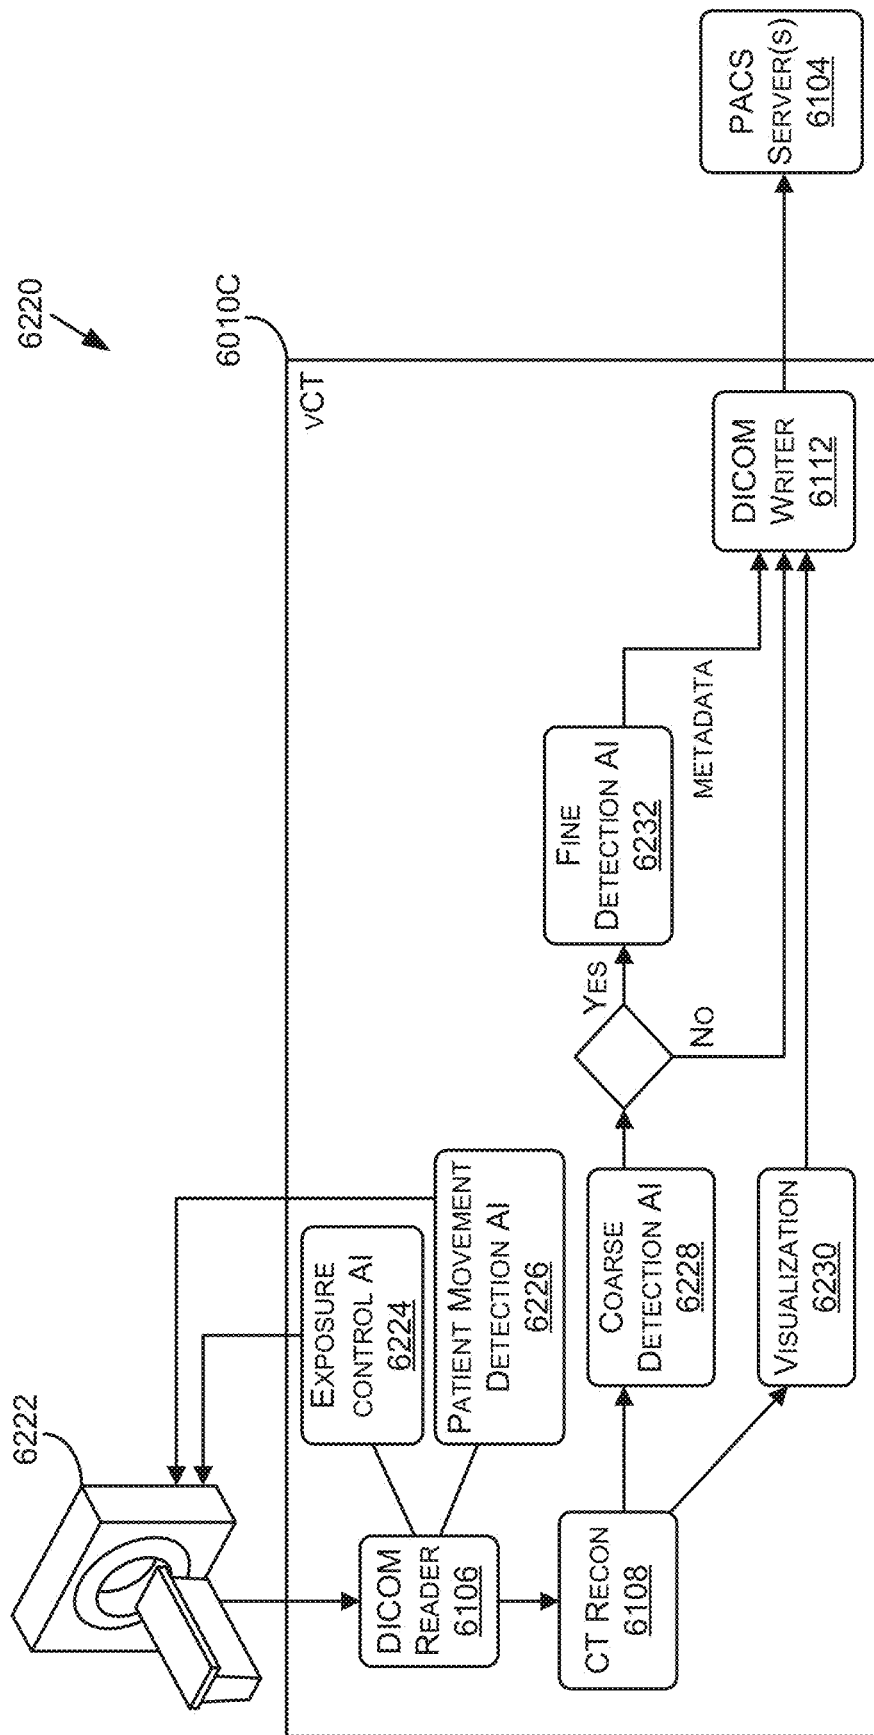 6220
6222
6010C
vCT
DICOM
READER
6106
EXPOSURE
CONTROL AI
6224
PATIENT MOVEMENT
DETECTION AI
6226
CT RECON
6108
COARSE
DETECTION AI
6228
VISUALIZATION
6230
YES
NO
FINE
DETECTION AI
6232
METADATA
DICOM
WRITER
6112
PACS
SERVER(S)
6104